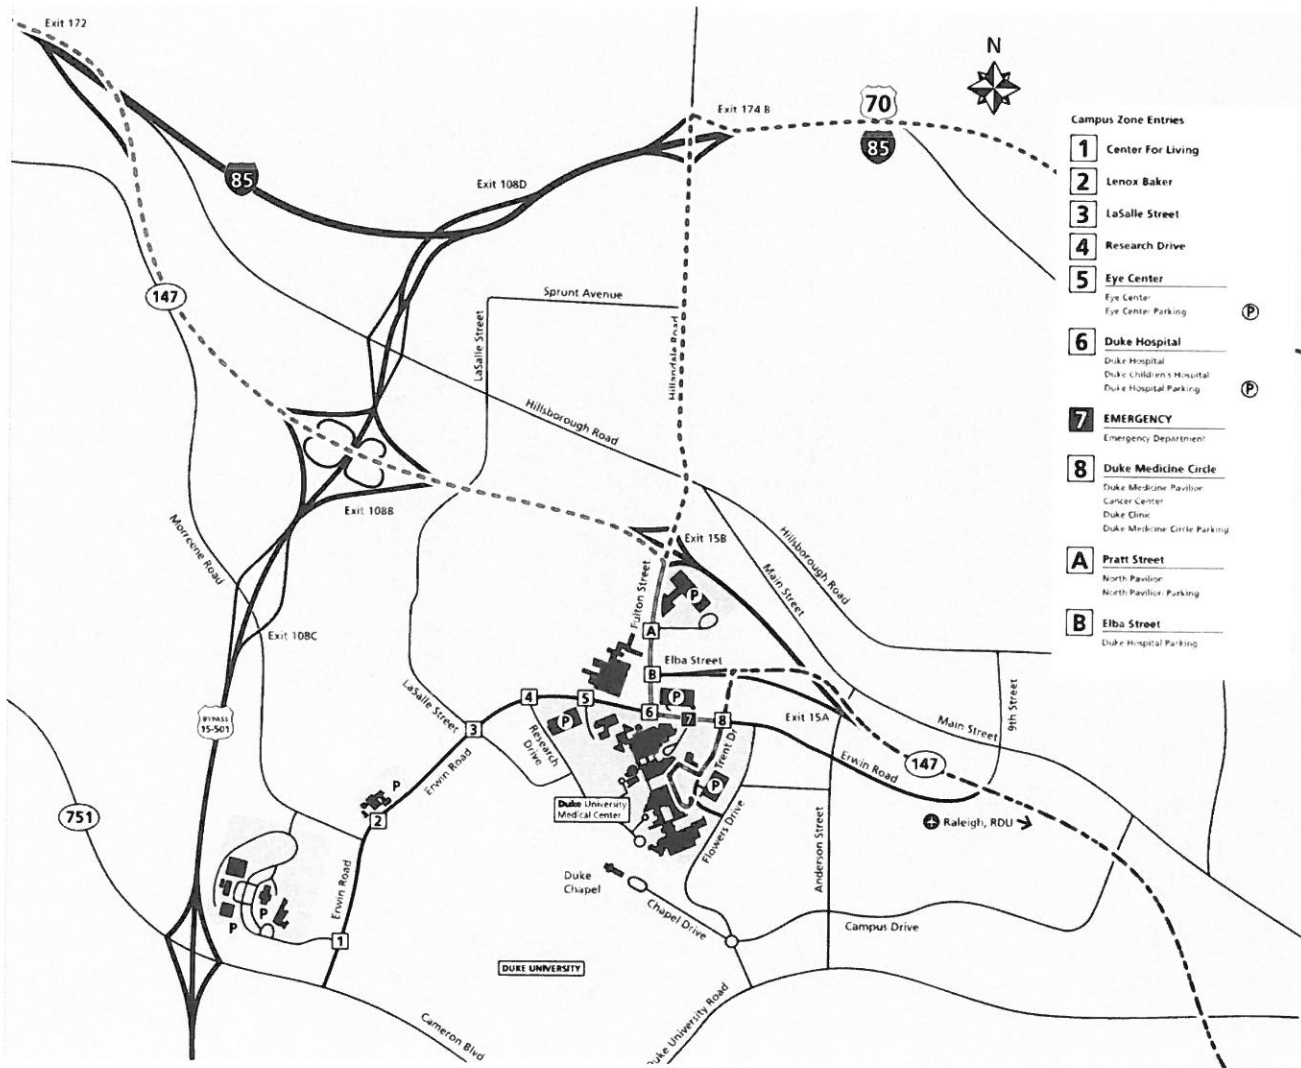 Exit 172
Exit 174 B
70
85
N
85
Exit 108D
147
Sprunt Avenue
LaSalle Street
Hillandale Road
Hillsborough Road
Exit 108B
Morreene Road
Exit 15B
Hillsborough Road
Main Street
Fulton Street
P
A
Exit 108C
Elba Street
B
P
LaSalle Street
4
5
6
7
8
Exit 15A
9th Street
Main Street
BYPASS
15-501
3
P
Research
Drive
Trent Dr
Erwin Road
147
Erwin Road
P
P
751
2
Duke University
Medical Center
Flowers Drive
Anderson Street
Raleigh, RDU
Duke
Chapel
Erwin Road
P
P
1
Chapel Drive
Campus Drive
DUKE UNIVERSITY
Cameron Blvd
Duke University Road
Campus Zone Entries
1 Center For Living
2 Lenox Baker
3 LaSalle Street
4 Research Drive
5 Eye Center
Eye Center
Eye Center Parking P
6 Duke Hospital
Duke Hospital
Duke Children's Hospital
Duke Hospital Parking P
7 EMERGENCY
Emergency Department
8 Duke Medicine Circle
Duke Medicine Pavilion
Cancer Center
Duke Clinic
Duke Medicine Circle Parking
A Pratt Street
North Pavilion
North Pavilion Parking
B Elba Street
Duke Hospital Parking